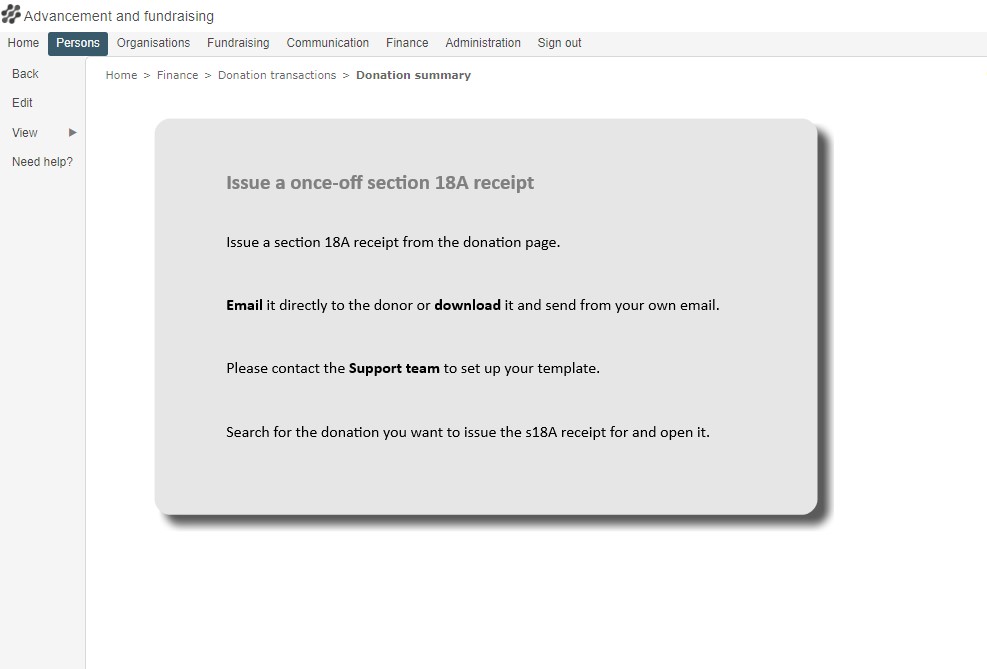 Advancement and fundraising
Home Persons Organisations Fundraising Communication Finance Administration Sign out
Back
Edit
View
Need help?
Home > Finance > Donation transactions > Donation summary
Issue a once-off section 18A receipt
Issue a section 18A receipt from the donation page.
Email it directly to the donor or download it and send from your own email.
Please contact the Support team to set up your template.
Search for the donation you want to issue the s18A receipt for and open it.